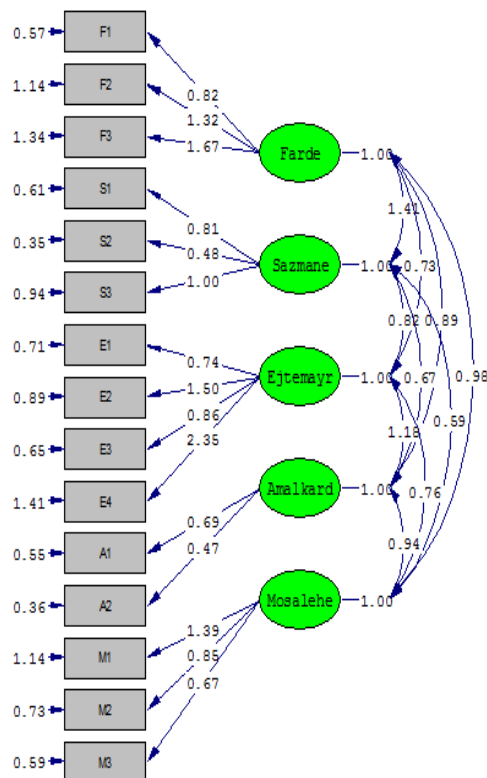 0.57 F1
0.82
1.14 F2
1.32
1.34 F3
1.67
Farde 1.00
0.61 S1
0.81
1.41
0.35 S2
0.48
Sazmane 1.00
0.73
0.94 S3
1.00
0.82
0.89
0.71 E1
0.74
0.98
0.89 E2
1.50
Ejtemayr 1.00
0.67
0.65 E3
0.86
0.59
2.35
1.18
1.41 E4
Amalkard 1.00
0.76
0.55 A1
0.69
0.94
0.36 A2
0.47
Mosalehe 1.00
1.14 M1
1.39
0.73 M2
0.85
0.67
0.59 M3